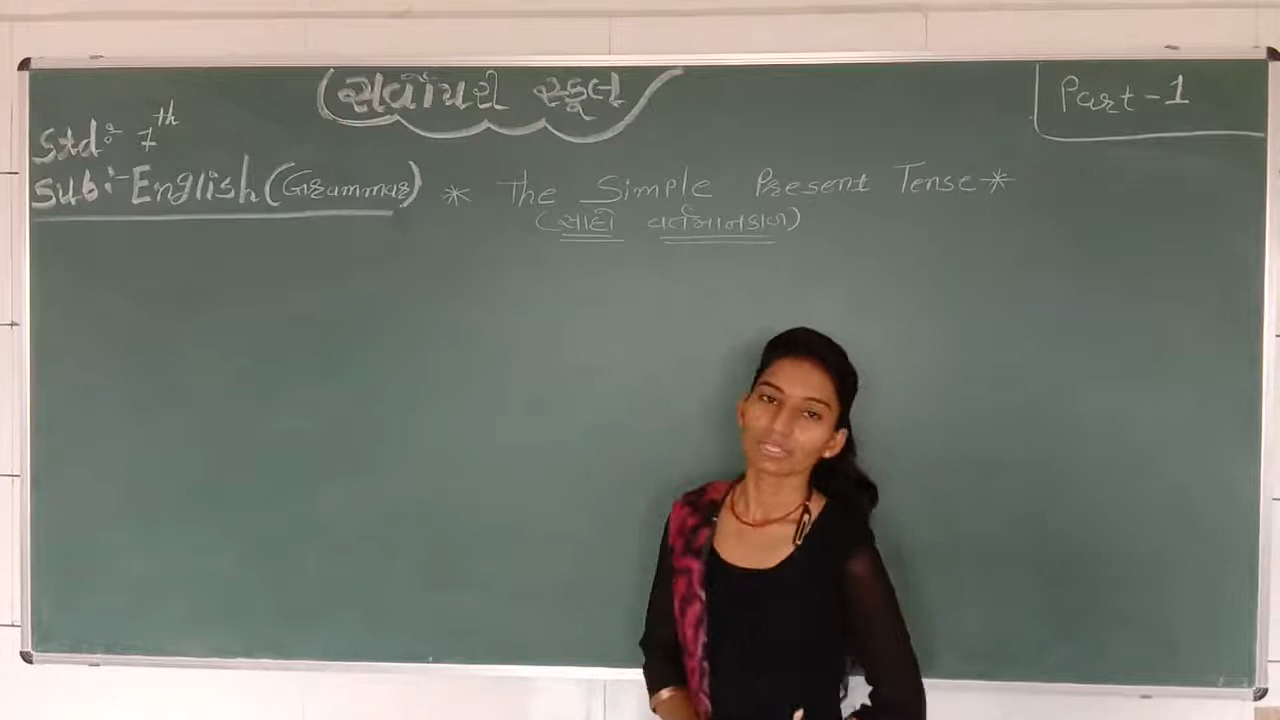 સર્વોપરી સ્કૂલ
Part-1
Std:- 7th
Sub:- English (Grammar)
* The Simple Present Tense *
(સાદો વર્તમાનકાળ)